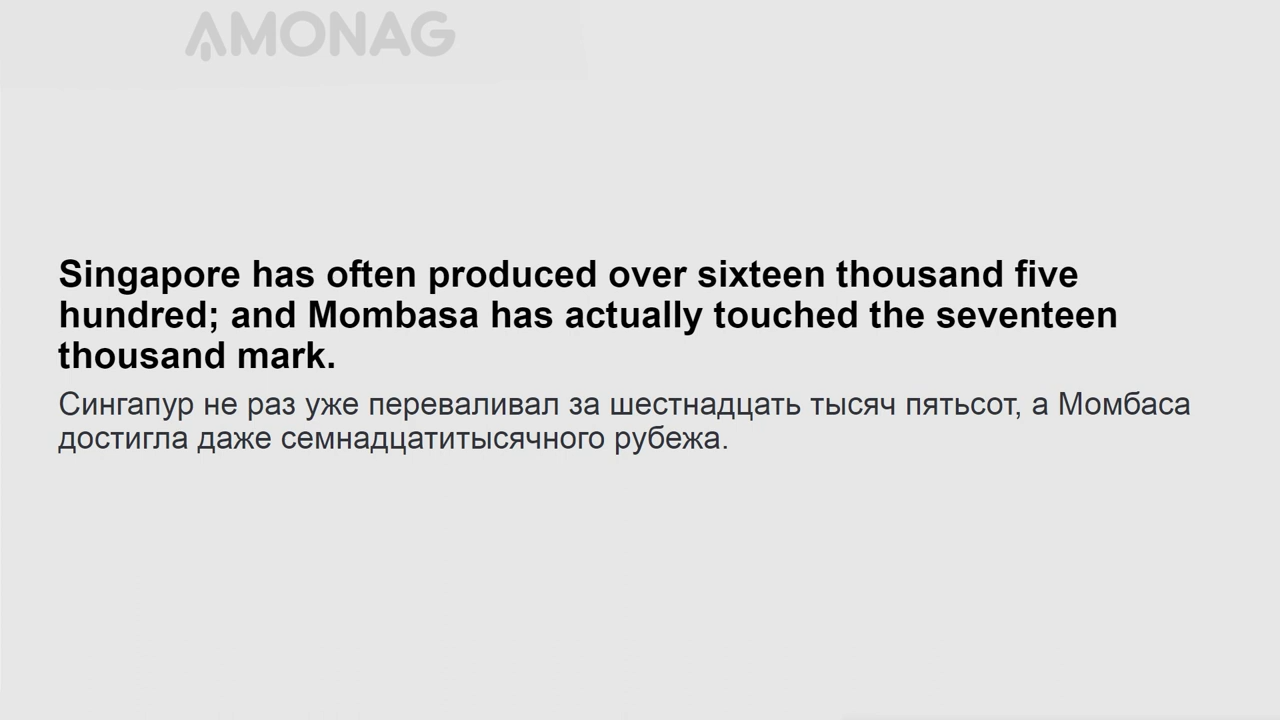 AMONAG
Singapore has often produced over sixteen thousand five
hundred; and Mombasa has actually touched the seventeen
thousand mark.
Сингапур не раз уже переваливал за шестнадцать тысяч пятьсот, а Момбаса
достигла даже семнадцатитысячного рубежа.